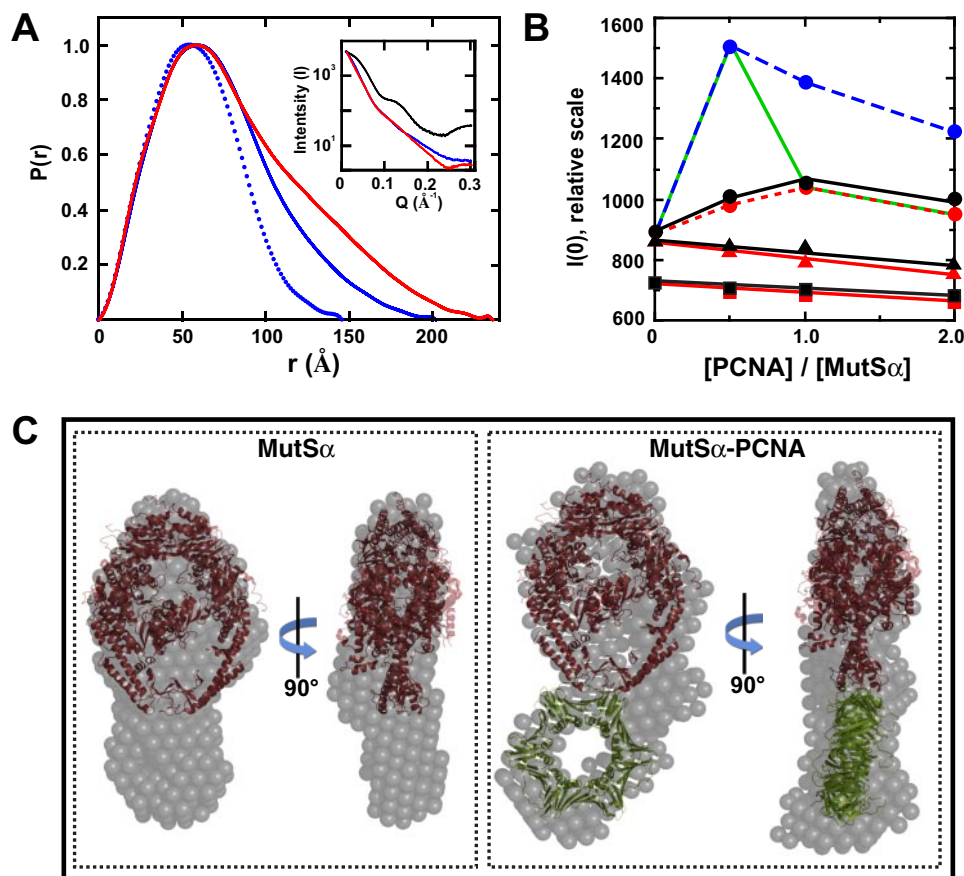 A
P(r)
1.0
0.8
0.6
0.4
0.2
0
50
100
150
200
r (Å)
Intentsity (I)
10³
10¹
0
0.1
0.2
0.3
Q (Å⁻¹)
B
I(0), relative scale
1600
1400
1200
1000
800
600
0
0.5
1.0
2.0
[PCNA] / [MutSα]
C
MutSα
90°
MutSα-PCNA
90°